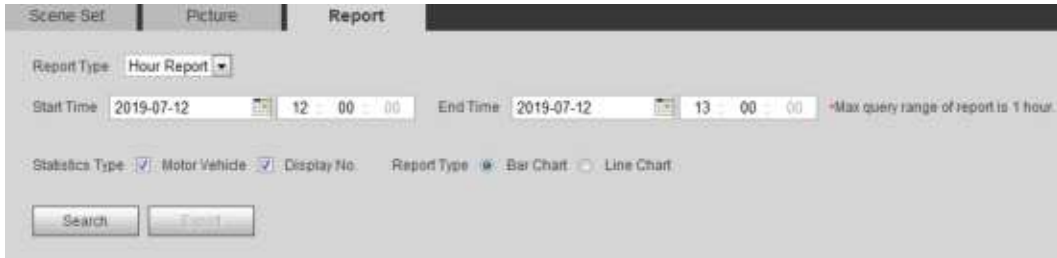 Scene Set Picture Report
Report Type Hour Report
Start Time 2019-07-12 12 : 00 : 00 End Time 2019-07-12 13 : 00 : 00 *Max query range of report is 1 hour.
Statistics Type Motor Vehicle Display No. Report Type Bar Chart Line Chart
Search Export